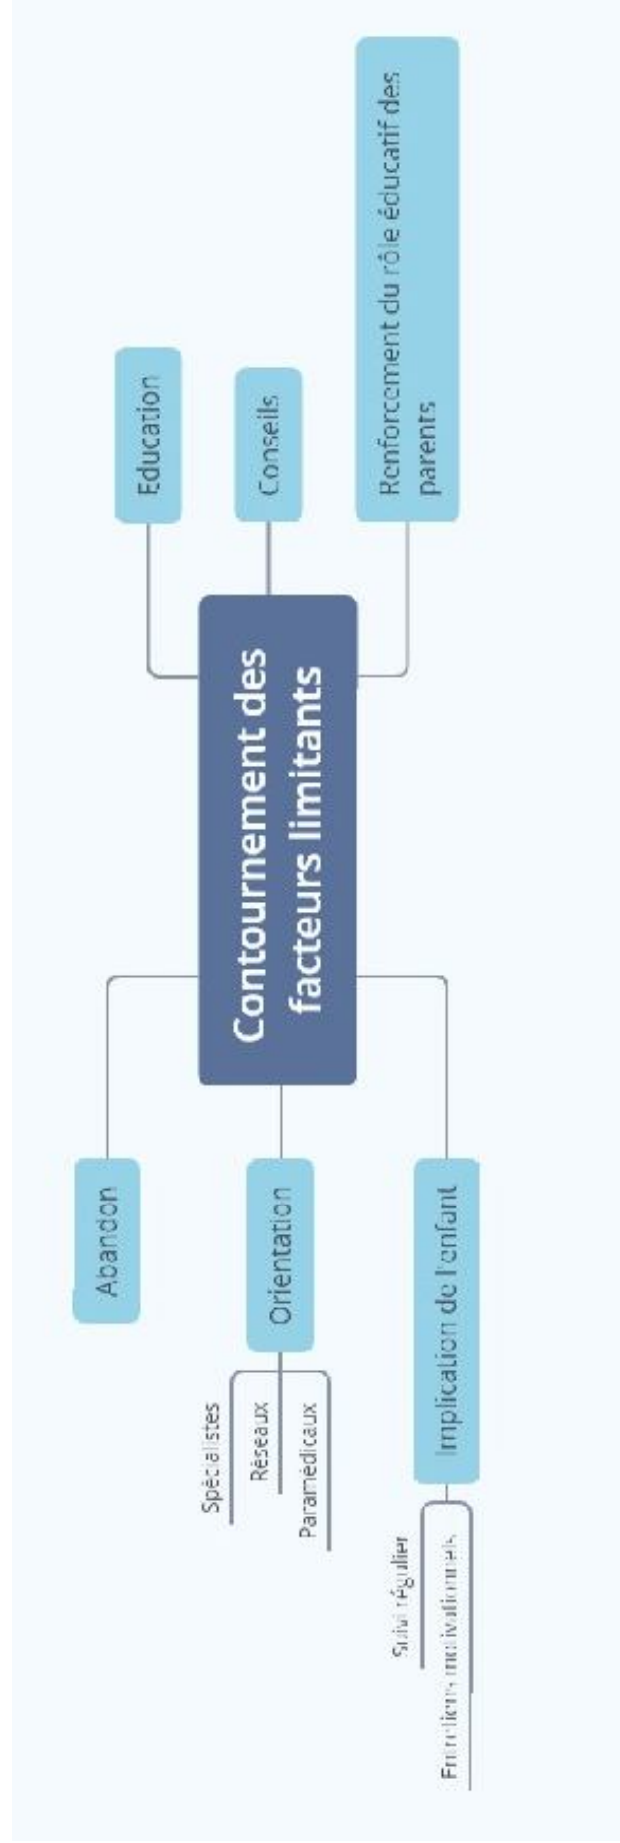 Contournement des
facteurs limitants
Abandon
Orientation
Spécialistes
Réseaux
Paramédicaux
Implication de l'enfant
Suivi régulier
Entretiens motivationnels
Education
Conseils
Renforcement du rôle éducatif des
parents